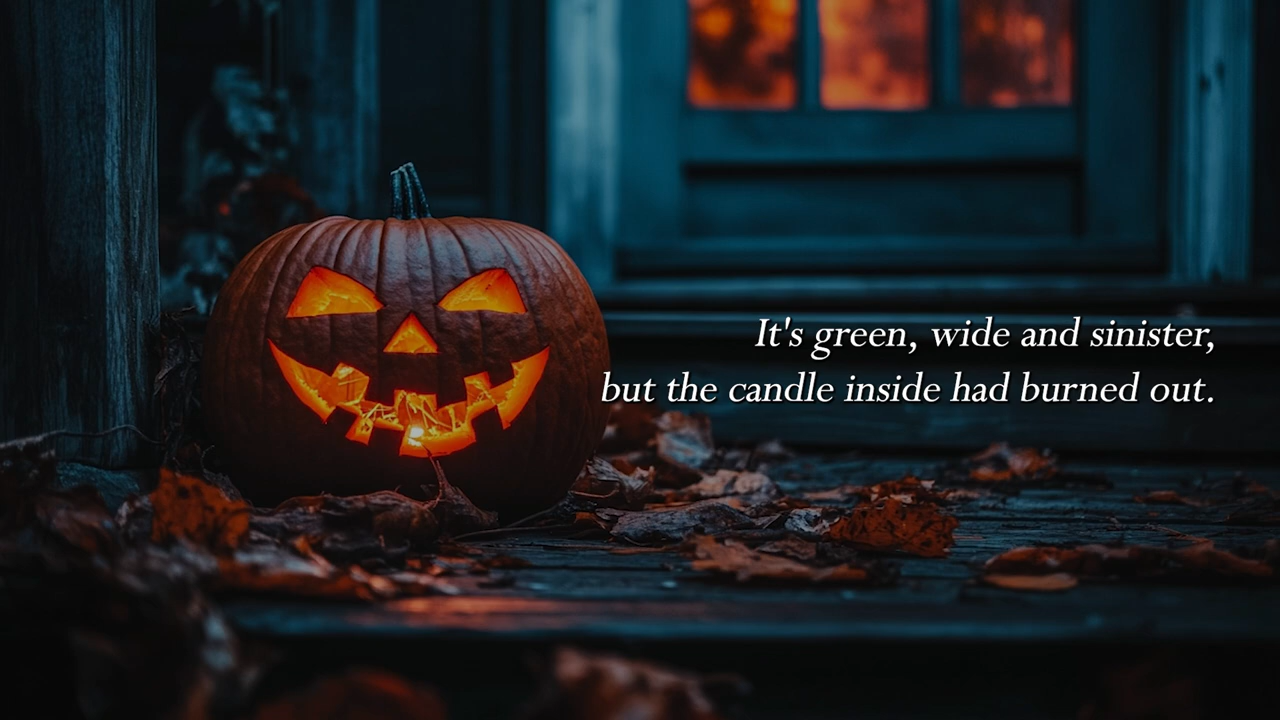 It's green, wide and sinister,
but the candle inside had burned out.